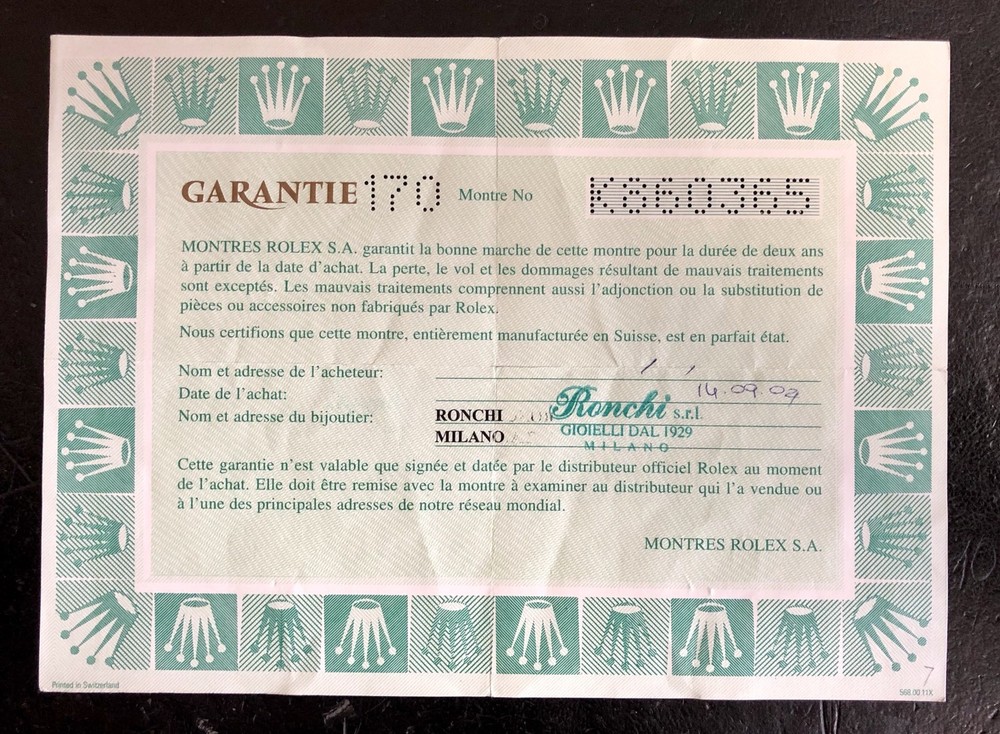 GARANTIE 170 Montre No K860365
MONTRES ROLEX S.A. garantit la bonne marche de cette montre pour la durée de deux ans
à partir de la date d'achat. La perte, le vol et les dommages résultant de mauvais traitements
sont exceptés. Les mauvais traitements comprennent aussi l'adjonction ou la substitution de
pièces ou accessoires non fabriqués par Rolex.
Nous certifions que cette montre, entièrement manufacturée en Suisse, est en parfait état.
Nom et adresse de l'acheteur:
Date de l'achat: 14.09.09
Nom et adresse du bijoutier: RONCHI Ronchi s.r.l.
MILANO GIOIELLI DAL 1929
MILANO
Cette garantie n'est valable que signée et datée par le distributeur officiel Rolex au moment
de l'achat. Elle doit être remise avec la montre à examiner au distributeur qui l'a vendue ou
à l'une des principales adresses de notre réseau mondial.
MONTRES ROLEX S.A.
7
Printed in Switzerland 568.00 11X